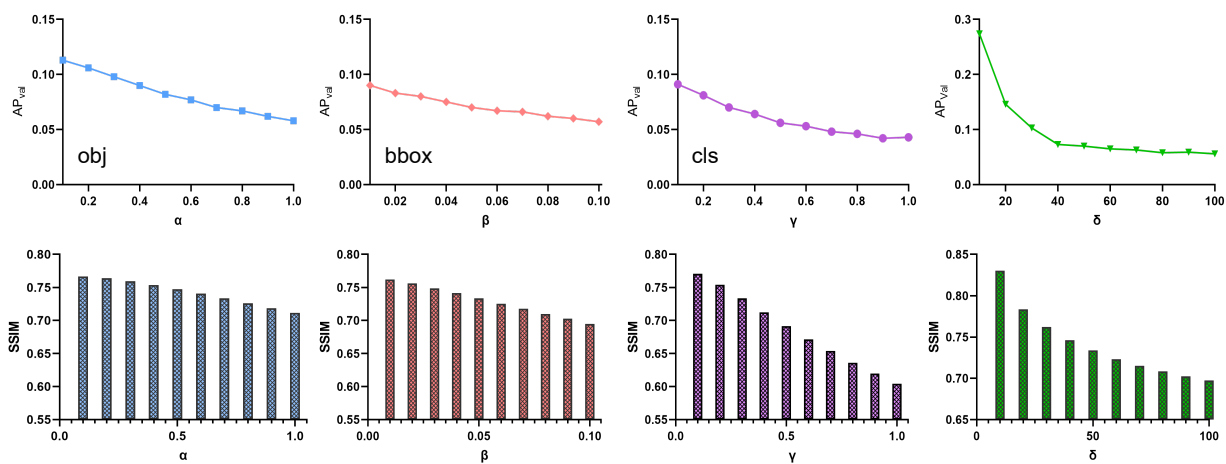 0.15
0.10
0.05
0.00
APval
obj
0.2 0.4 0.6 0.8 1.0
α
0.15
0.10
0.05
0.00
APval
bbox
0.02 0.04 0.06 0.08 0.10
β
0.15
0.10
0.05
0.00
APval
cls
0.2 0.4 0.6 0.8 1.0
γ
0.3
0.2
0.1
0.0
APVal
20 40 60 80 100
δ
0.80
0.75
0.70
0.65
0.60
0.55
SSIM
0.0 0.5 1.0
α
0.80
0.75
0.70
0.65
0.60
0.55
SSIM
0.00 0.05 0.10
β
0.80
0.75
0.70
0.65
0.60
0.55
SSIM
0.0 0.5 1.0
γ
0.85
0.80
0.75
0.70
0.65
SSIM
0 50 100
δ